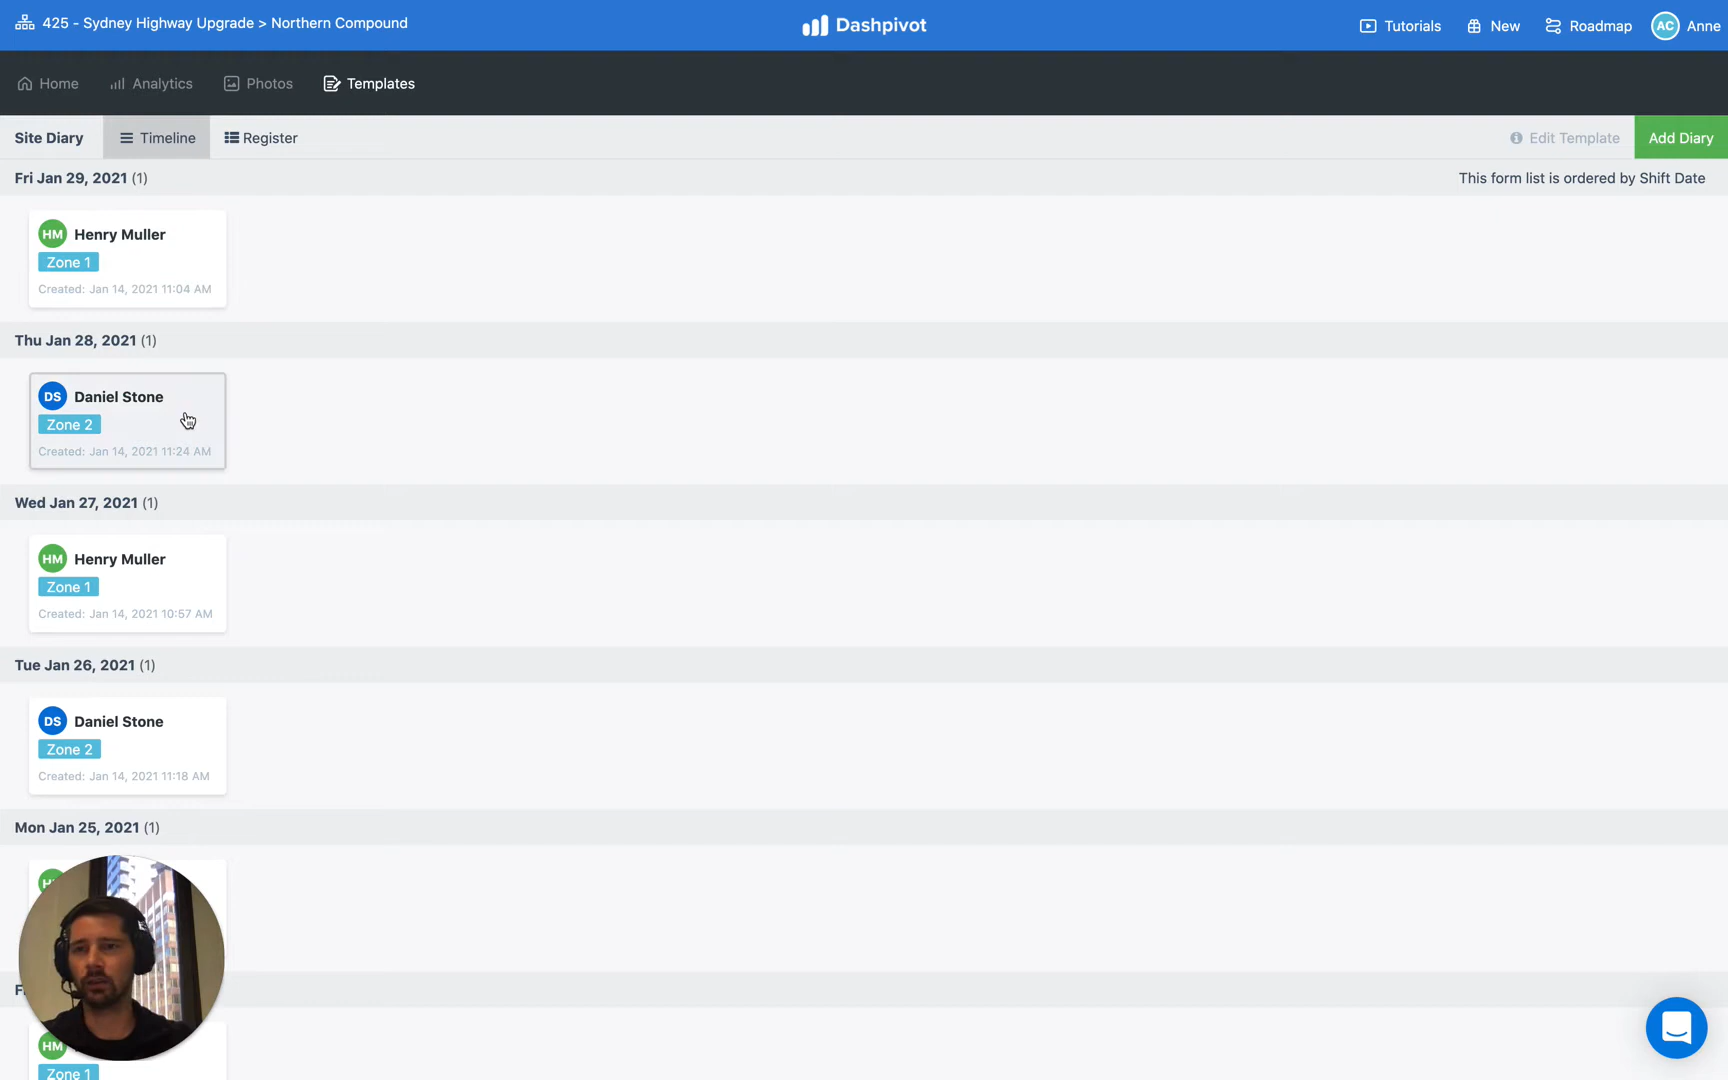 425 - Sydney Highway Upgrade > Northern Compound
Dashpivot
Tutorials
New
Roadmap
AC Anne
Home
Analytics
Photos
Templates
Site Diary
Timeline
Register
Edit Template
Add Diary
Fri Jan 29, 2021 (1)
This form list is ordered by Shift Date
HM Henry Muller
Zone 1
Created: Jan 14, 2021 11:04 AM
Thu Jan 28, 2021 (1)
DS Daniel Stone
Zone 2
Created: Jan 14, 2021 11:24 AM
Wed Jan 27, 2021 (1)
HM Henry Muller
Zone 1
Created: Jan 14, 2021 10:57 AM
Tue Jan 26, 2021 (1)
DS Daniel Stone
Zone 2
Created: Jan 14, 2021 11:18 AM
Mon Jan 25, 2021 (1)
HM
Zone 1